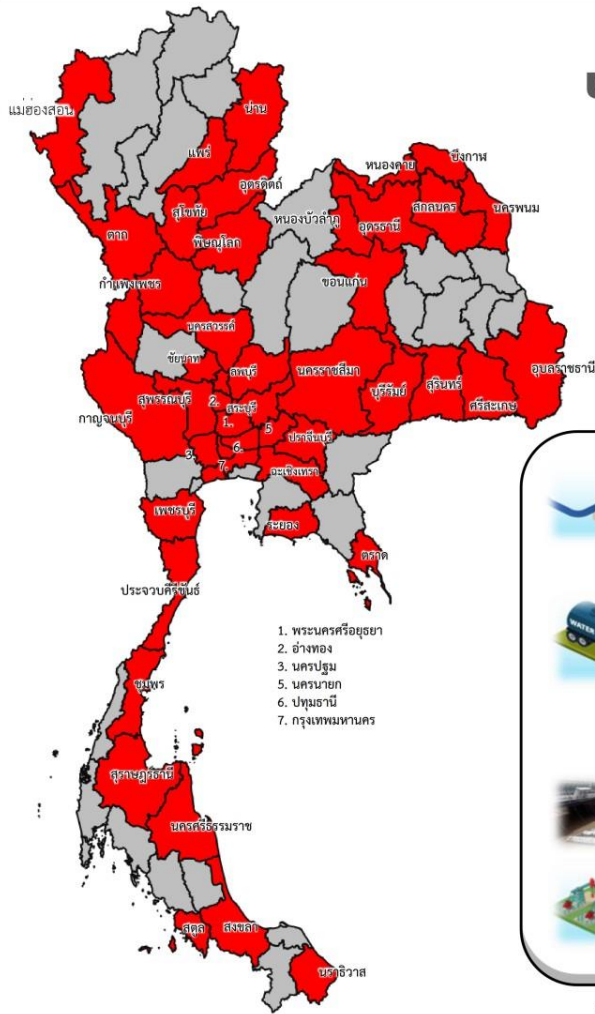 แม่ฮ่องสอน
น่าน
แพร่
อุตรดิตถ์
สุโขทัย
ตาก
พิษณุโลก
กำแพงเพชร
หนองคาย
บึงกาฬ
หนองบัวลำภู
อุดรธานี
สกลนคร
นครพนม
ขอนแก่น
นครสวรรค์
ชัยนาท
ลพบุรี
นครราชสีมา
บุรีรัมย์
สุรินทร์
ศรีสะเกษ
อุบลราชธานี
กาญจนบุรี
สุพรรณบุรี
2.
สระบุรี
1.
5
ปราจีนบุรี
6.
3.
7.
ฉะเชิงเทรา
เพชรบุรี
ระยอง
ตราด
ประจวบคีรีขันธ์
1. พระนครศรีอยุธยา
2. อ่างทอง
3. นครปฐม
5. นครนายก
6. ปทุมธานี
7. กรุงเทพมหานคร
ชุมพร
สุราษฎร์ธานี
นครศรีธรรมราช
สตูล
สงขลา
นราธิวาส
WATER